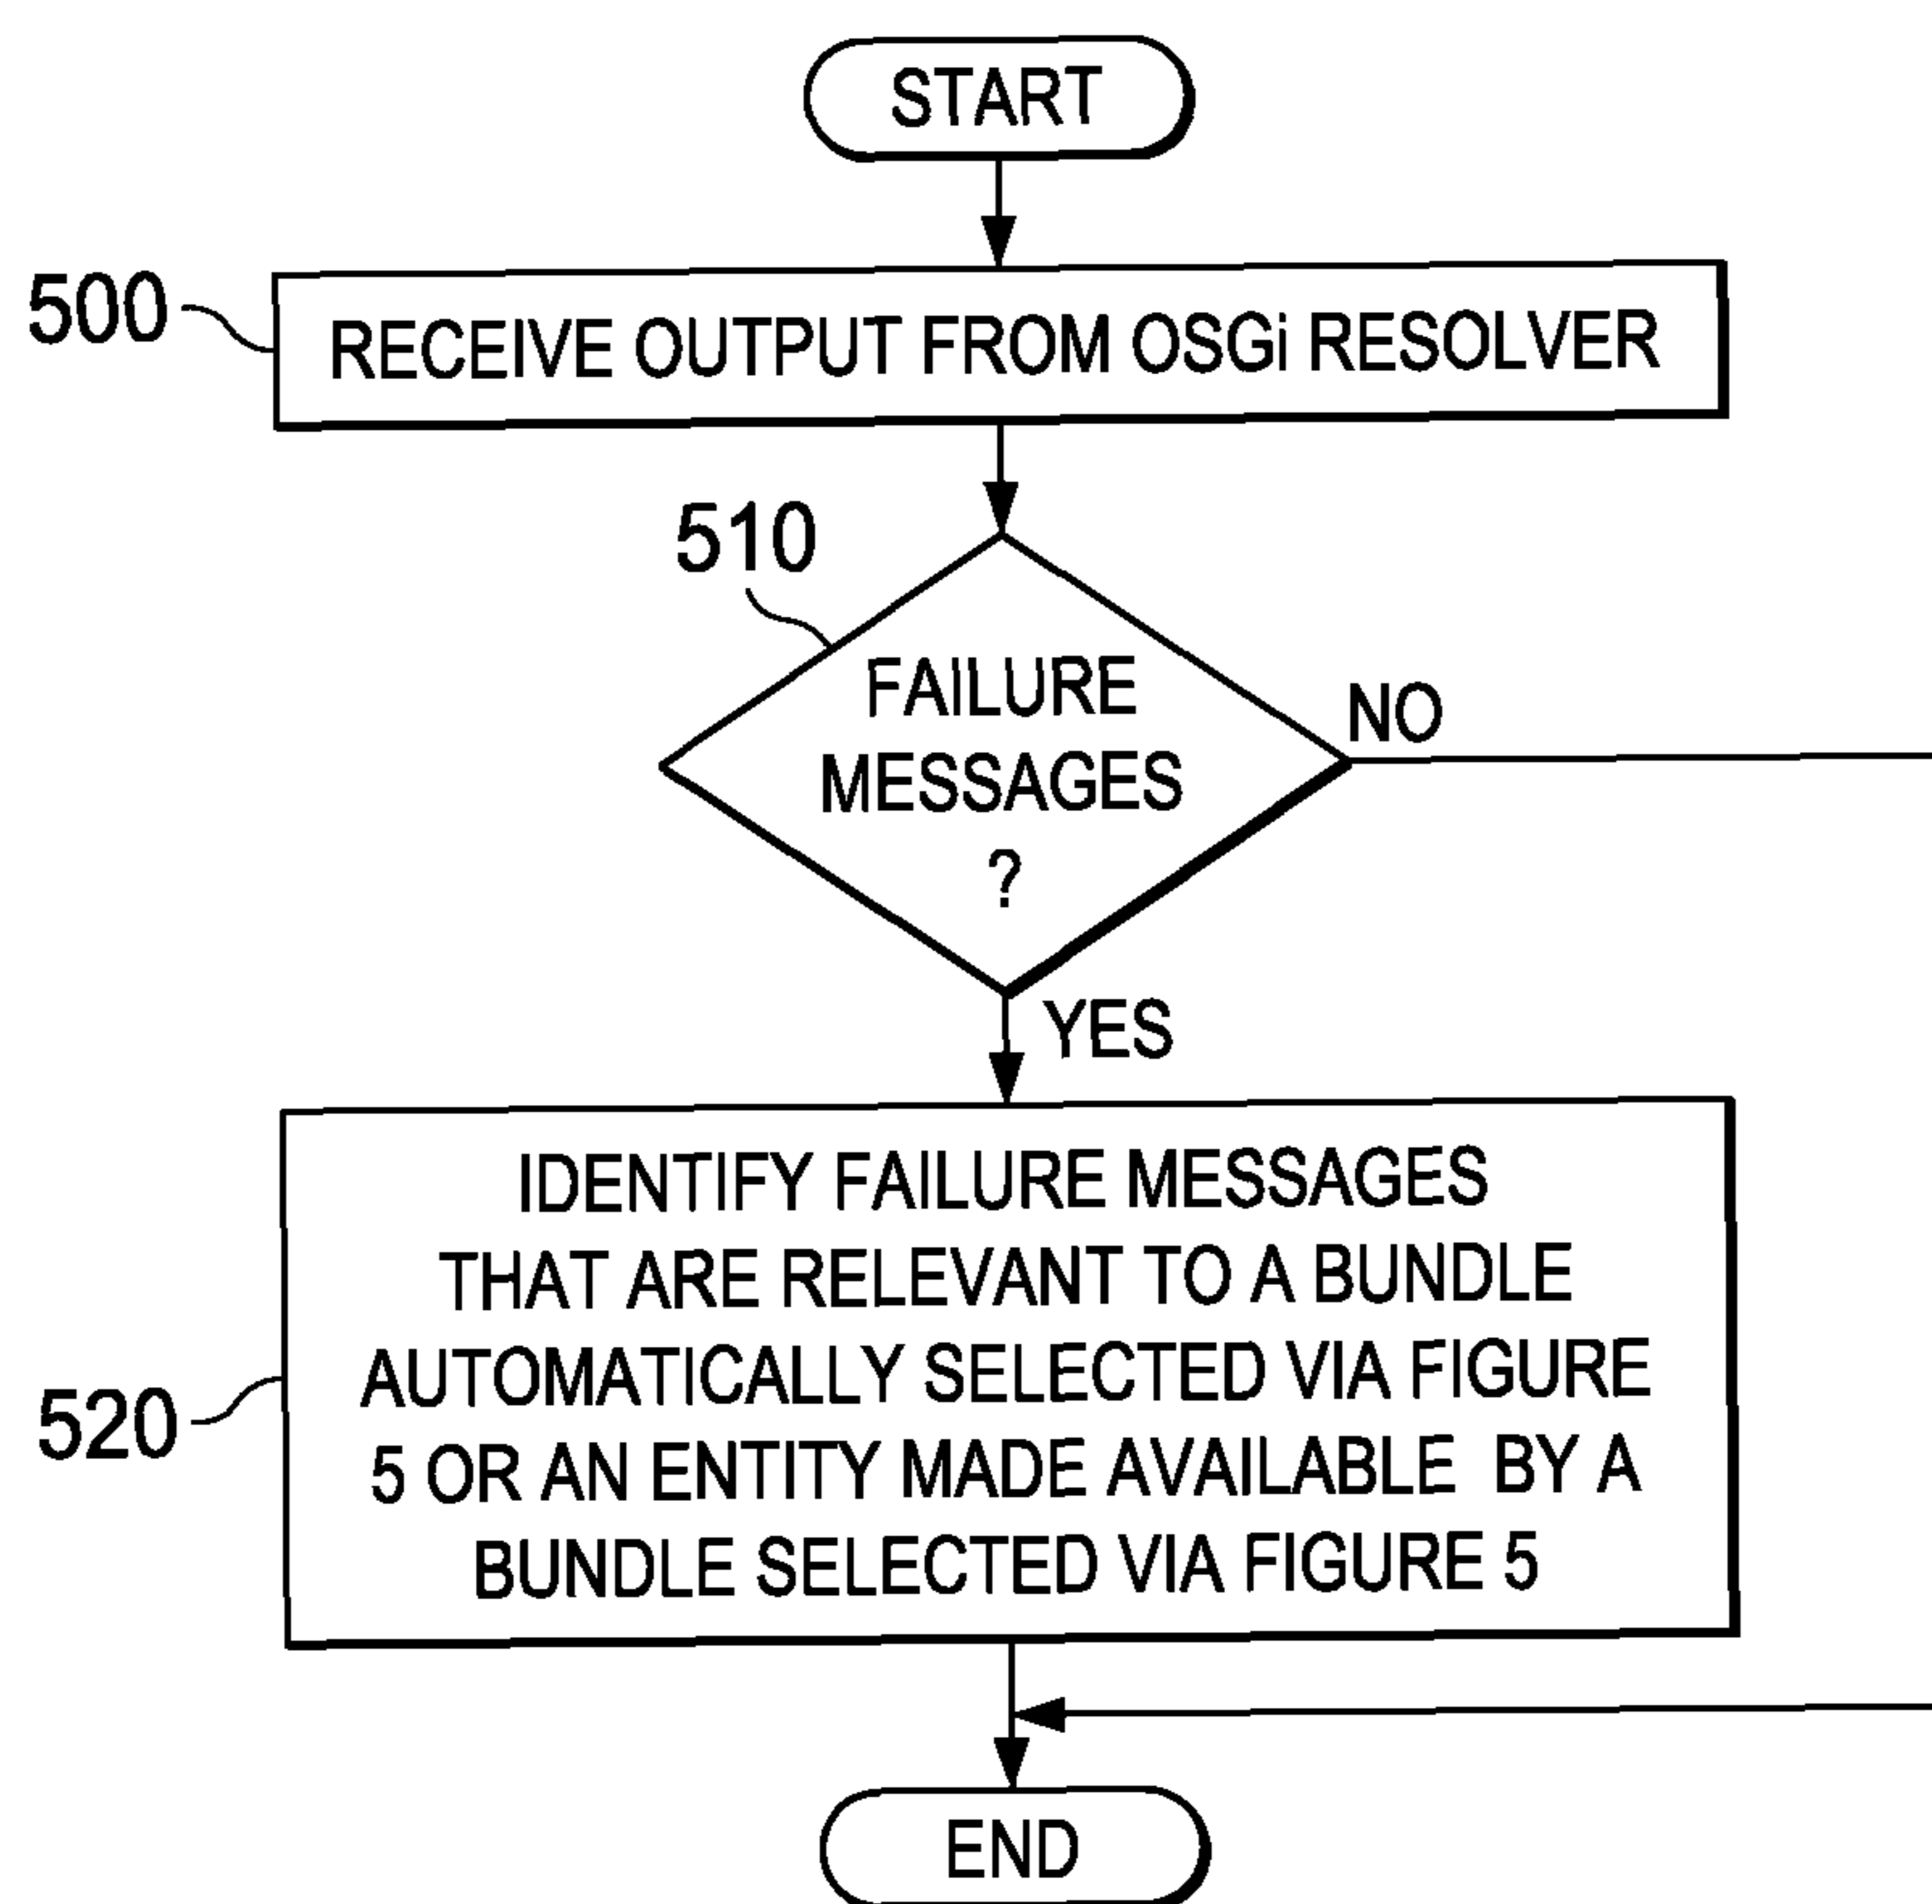 START
500
RECEIVE OUTPUT FROM OSGi RESOLVER
510
FAILURE
MESSAGES
?
NO
YES
520
IDENTIFY FAILURE MESSAGES
THAT ARE RELEVANT TO A BUNDLE
AUTOMATICALLY SELECTED VIA FIGURE
5 OR AN ENTITY MADE AVAILABLE BY A
BUNDLE SELECTED VIA FIGURE 5
END